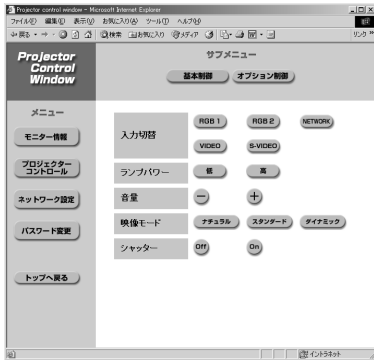 Projector control window - Microsoft Internet Explorer
ファイル(F) 編集(E) 表示(V) お気に入り(A) ツール(T) ヘルプ(H)
戻る 検索 お気に入り メディア リンク
Projector
Control
Window
メニュー
モニター情報
プロジェクター
コントロール
ネットワーク設定
パスワード変更
トップへ戻る
サブメニュー
基本制御 オプション制御
入力切替 RGB 1 RGB 2 NETWORK
VIDEO S-VIDEO
ランプパワー 低 高
音量 − +
映像モード ナチュラル スタンダード ダイナミック
シャッター Off On
イントラネット